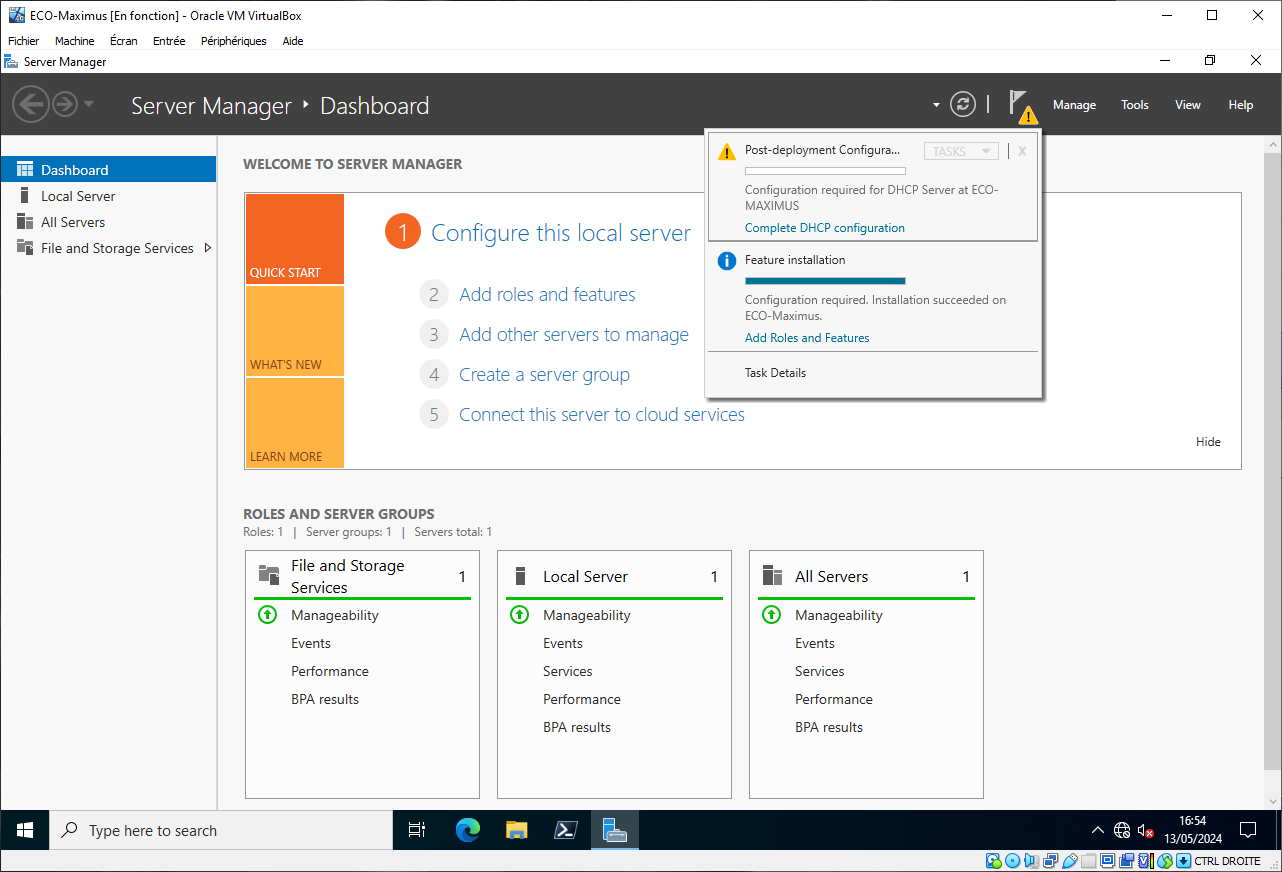 ECO-Maximus [En fonction] - Oracle VM VirtualBox
Fichier Machine Écran Entrée Périphériques Aide
Server Manager
Server Manager ‣ Dashboard
Manage Tools View Help
Dashboard
Local Server
All Servers
File and Storage Services
WELCOME TO SERVER MANAGER
QUICK START
WHAT'S NEW
LEARN MORE
1 Configure this local server
2 Add roles and features
3 Add other servers to manage
4 Create a server group
5 Connect this server to cloud services
Hide
Post-deployment Configura... TASKS X
Configuration required for DHCP Server at ECO-
MAXIMUS
Complete DHCP configuration
Feature installation
Configuration required. Installation succeeded on
ECO-Maximus.
Add Roles and Features
Task Details
ROLES AND SERVER GROUPS
Roles: 1 | Server groups: 1 | Servers total: 1
File and Storage
Services 1
Manageability
Events
Performance
BPA results
Local Server 1
Manageability
Events
Services
Performance
BPA results
All Servers 1
Manageability
Events
Services
Performance
BPA results
Type here to search
16:54
13/05/2024
CTRL DROITE